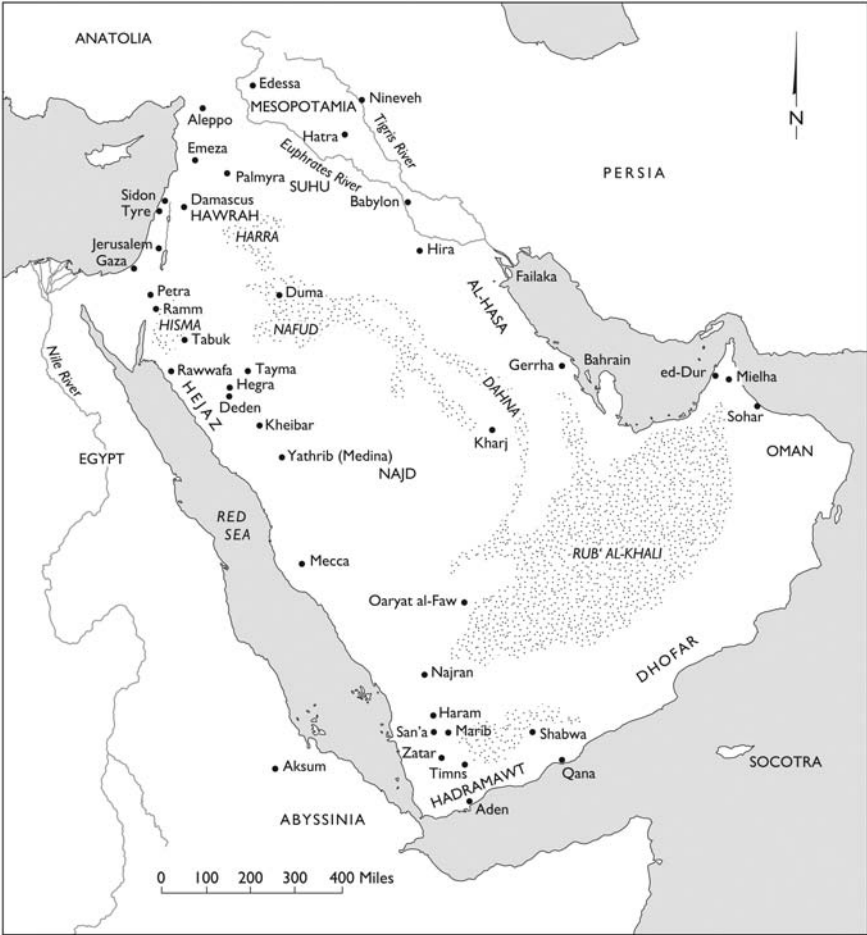 ANATOLIA
Edessa
MESOPOTAMIA
Nineveh
Aleppo
Hatra
Tigris River
N
Emeza
Euphrates River
Palmyra
SUHU
PERSIA
Sidon
Tyre
Damascus
HAWRAH
Babylon
HARRA
Jerusalem
Gaza
Hira
Failaka
Petra
Ramm
HISMA
Duma
AL-HASA
NAFUD
Tabuk
Nile River
Rawwafa
Tayma
Hegra
Deden
HEJAZ
Gerrha
Bahrain
ed-Dur
Mielha
DAHNA
Sohar
Kheibar
Kharj
OMAN
EGYPT
Yathrib (Medina)
NAJD
RED
SEA
Mecca
RUB' AL-KHALI
Oaryat al-Faw
DHOFAR
Najran
Haram
San'a
Marib
Shabwa
Zatar
Timns
Qana
SOCOTRA
Aksum
HADRAMAWT
Aden
ABYSSINIA
0 100 200 300 400 Miles